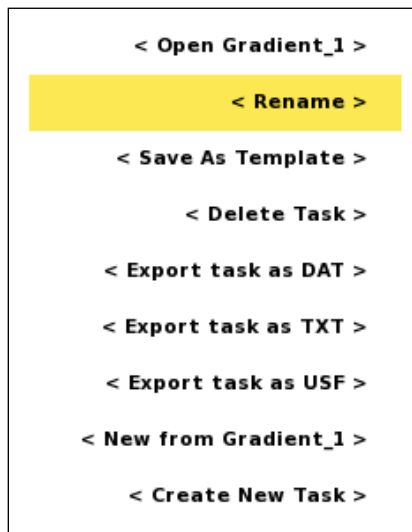 < Open Gradient_1 >
< Rename >
< Save As Template >
< Delete Task >
< Export task as DAT >
< Export task as TXT >
< Export task as USF >
< New from Gradient_1 >
< Create New Task >